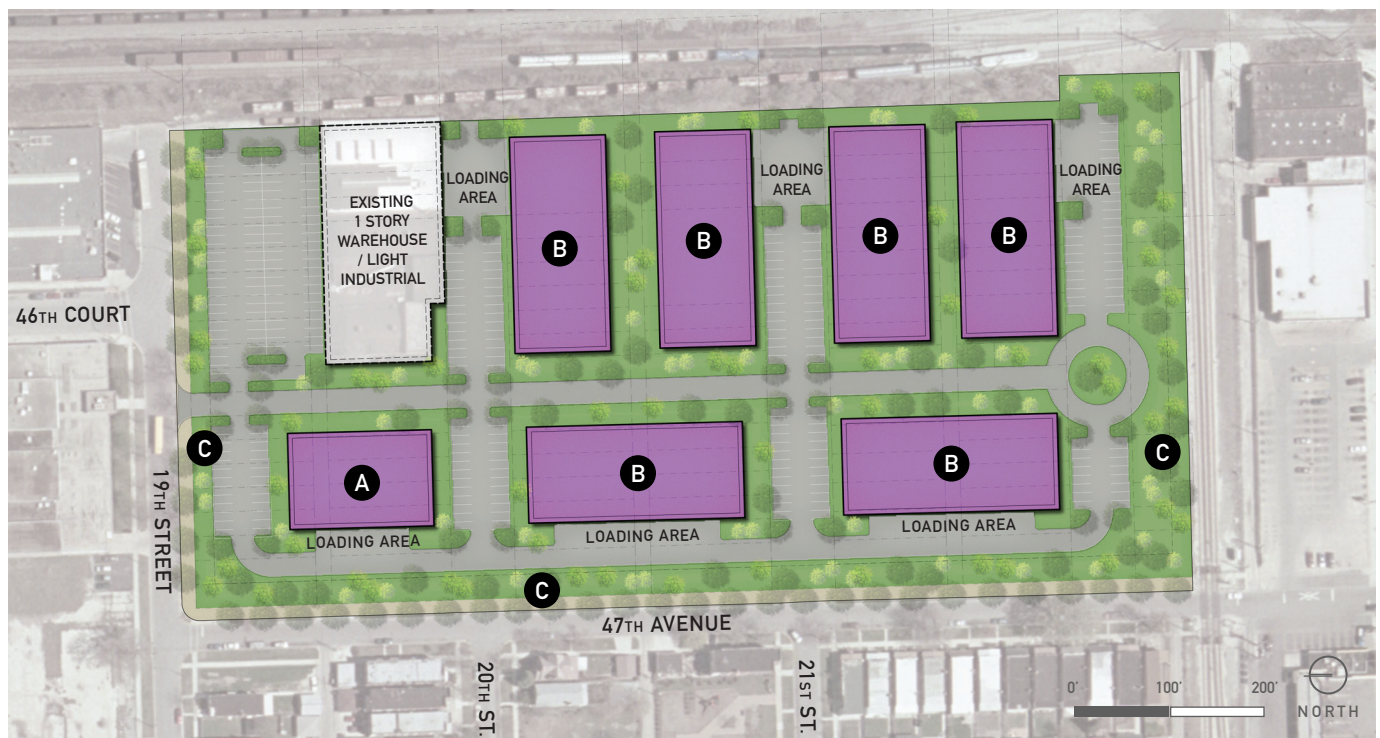 LOADING
AREA
EXISTING
1 STORY
WAREHOUSE
/ LIGHT
INDUSTRIAL
B
B
LOADING
AREA
B
B
LOADING
AREA
46TH COURT
C
19TH STREET
A
LOADING AREA
B
LOADING AREA
B
LOADING AREA
C
C
47TH AVENUE
20TH ST.
21ST ST.
0' 100' 200'
NORTH